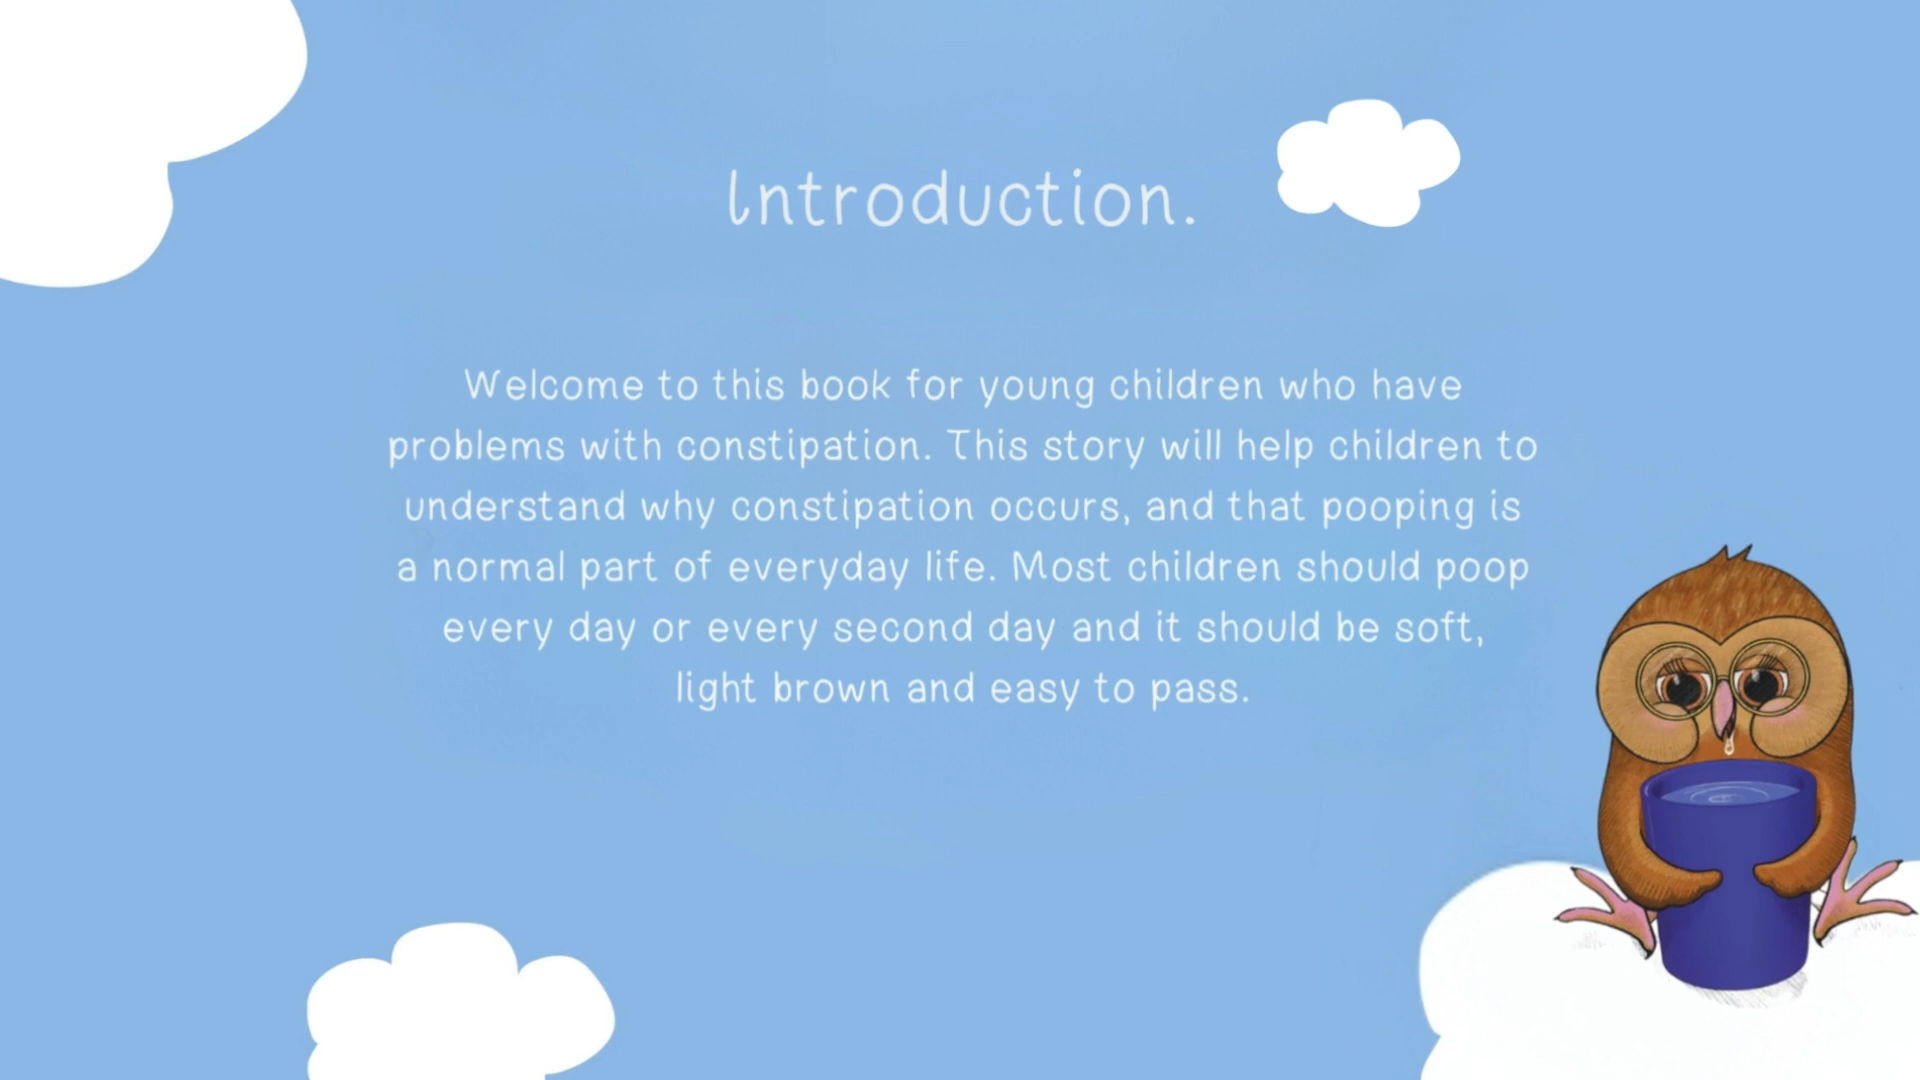 Introduction.
Welcome to this book for young children who have
problems with constipation. This story will help children to
understand why constipation occurs, and that pooping is
a normal part of everyday life. Most children should poop
every day or every second day and it should be soft,
light brown and easy to pass.